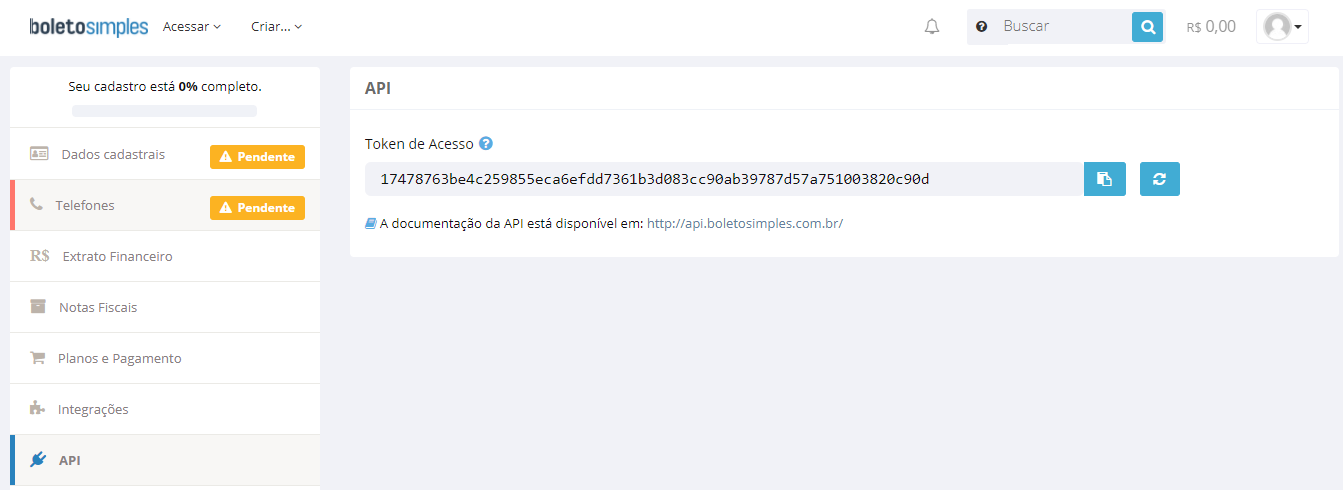 boletosimples Acessar Criar... Buscar R$ 0,00
Seu cadastro está 0% completo.
Dados cadastrais Pendente
Telefones Pendente
R$ Extrato Financeiro
Notas Fiscais
Planos e Pagamento
Integrações
API
API
Token de Acesso
17478763be4c259855eca6efdd7361b3d083cc90ab39787d57a751003820c90d
A documentação da API está disponível em: http://api.boletosimples.com.br/